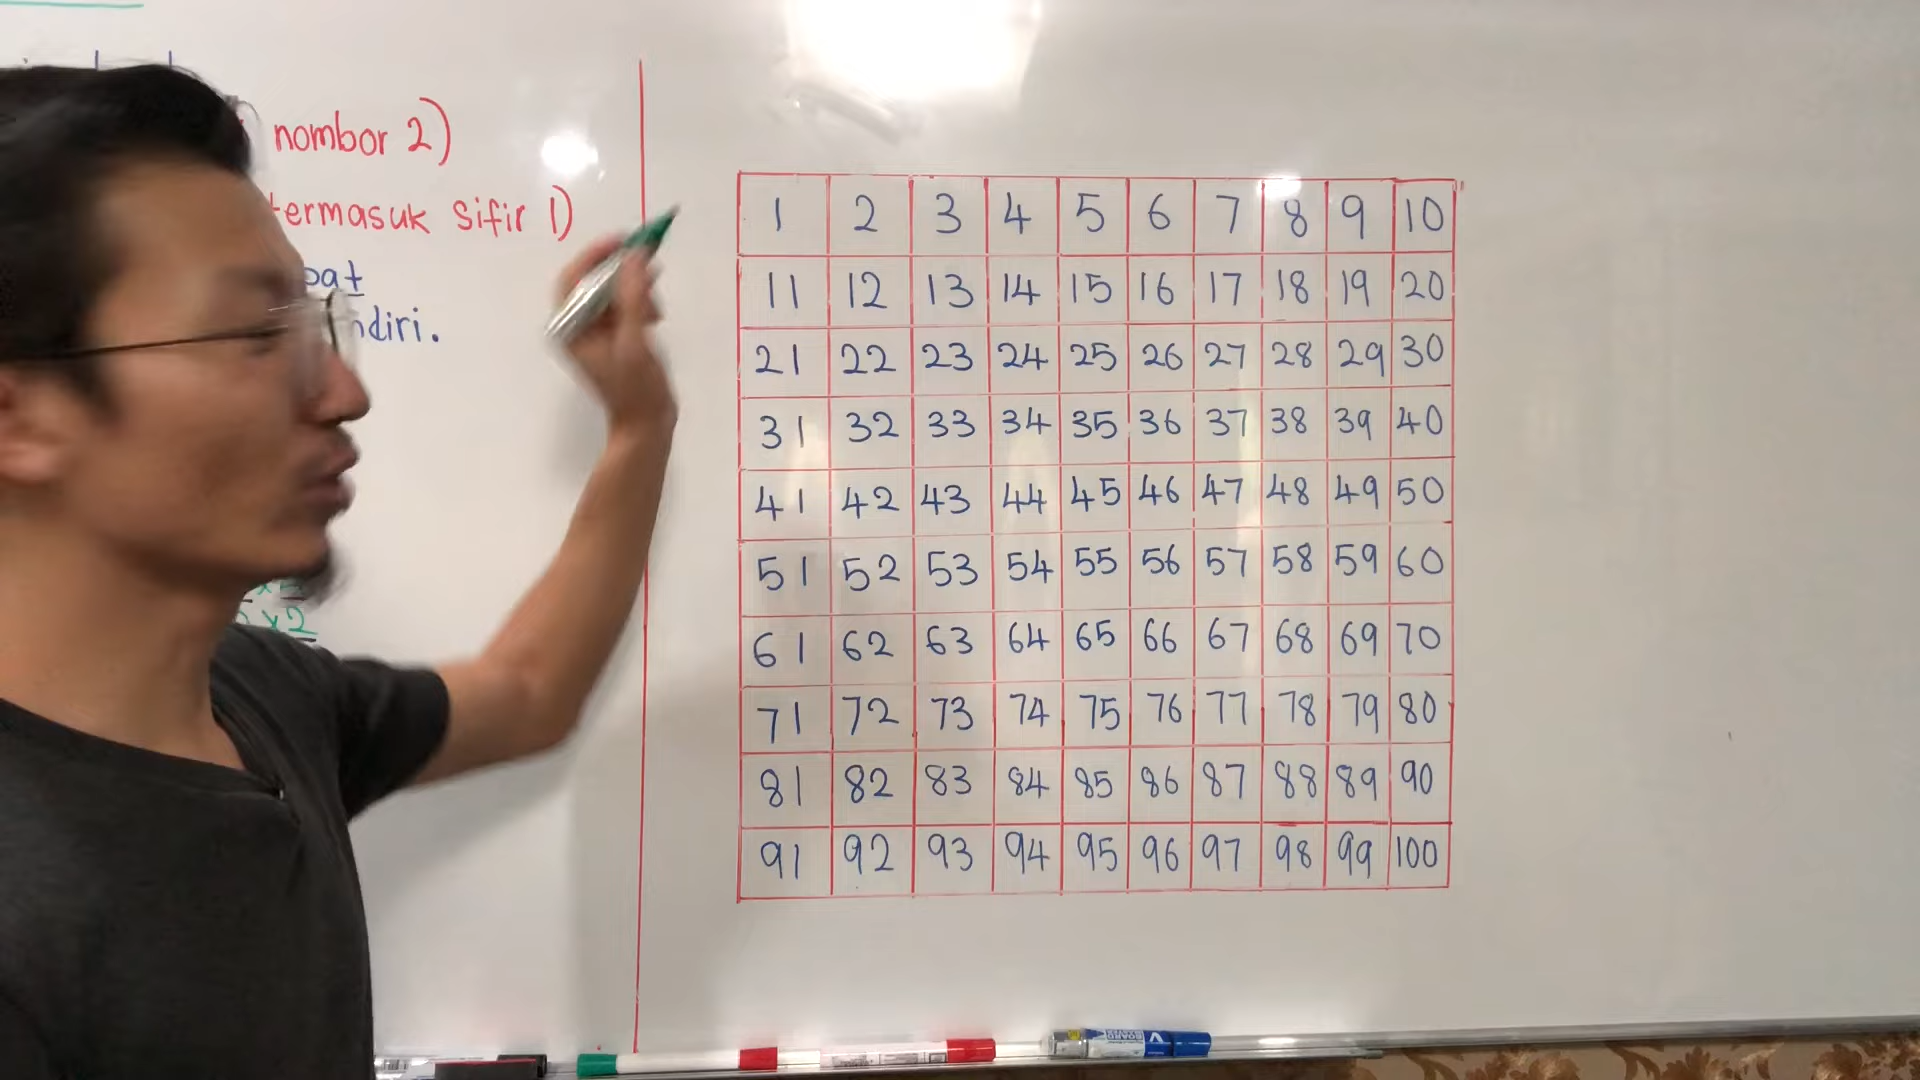 nombor 2)
termasuk sifir 1)
ndiri.
x 2
1 2 3 4 5 6 7 8 9 10
11 12 13 14 15 16 17 18 19 20
21 22 23 24 25 26 27 28 29 30
31 32 33 34 35 36 37 38 39 40
41 42 43 44 45 46 47 48 49 50
51 52 53 54 55 56 57 58 59 60
61 62 63 64 65 66 67 68 69 70
71 72 73 74 75 76 77 78 79 80
81 82 83 84 85 86 87 88 89 90
91 92 93 94 95 96 97 98 99 100